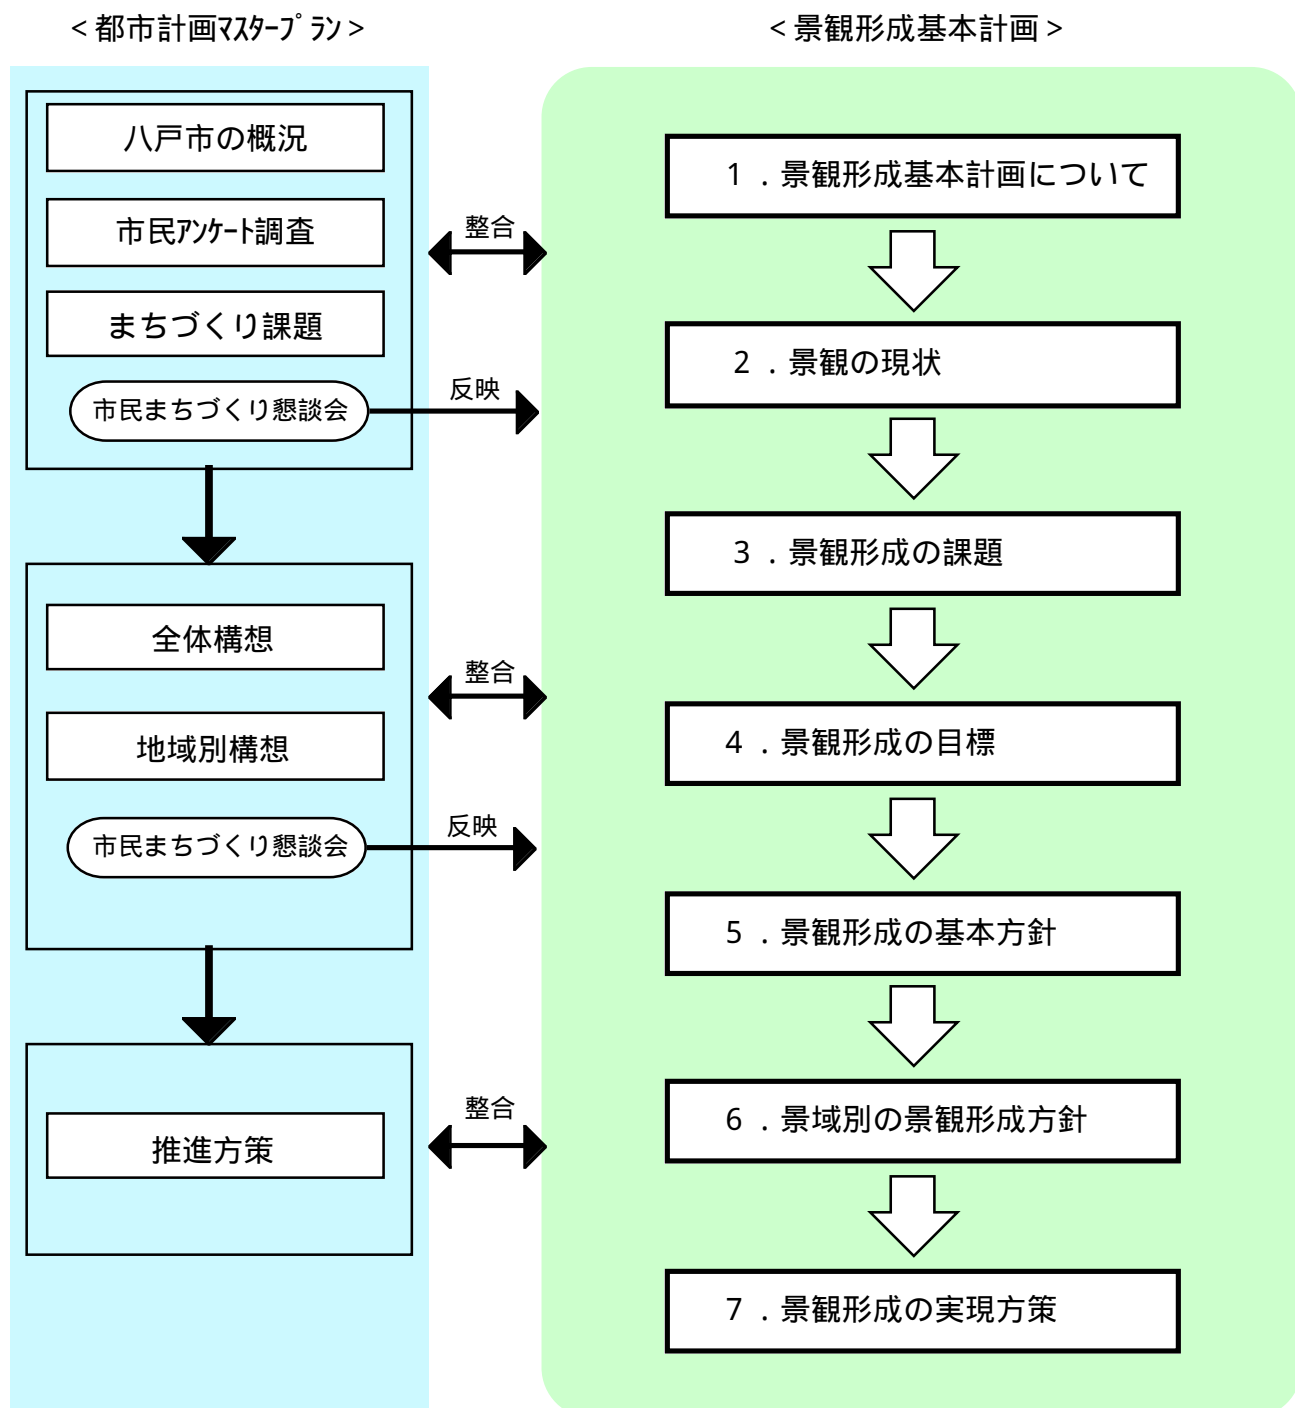 ＜都市計画ﾏｽﾀｰﾌﾟﾗﾝ＞
八戸市の概況
市民ｱﾝｹｰﾄ調査
まちづくり課題
市民まちづくり懇談会
全体構想
地域別構想
市民まちづくり懇談会
推進方策
整合
反映
整合
反映
整合
＜景観形成基本計画＞
1．景観形成基本計画について
2．景観の現状
3．景観形成の課題
4．景観形成の目標
5．景観形成の基本方針
6．景域別の景観形成方針
7．景観形成の実現方策